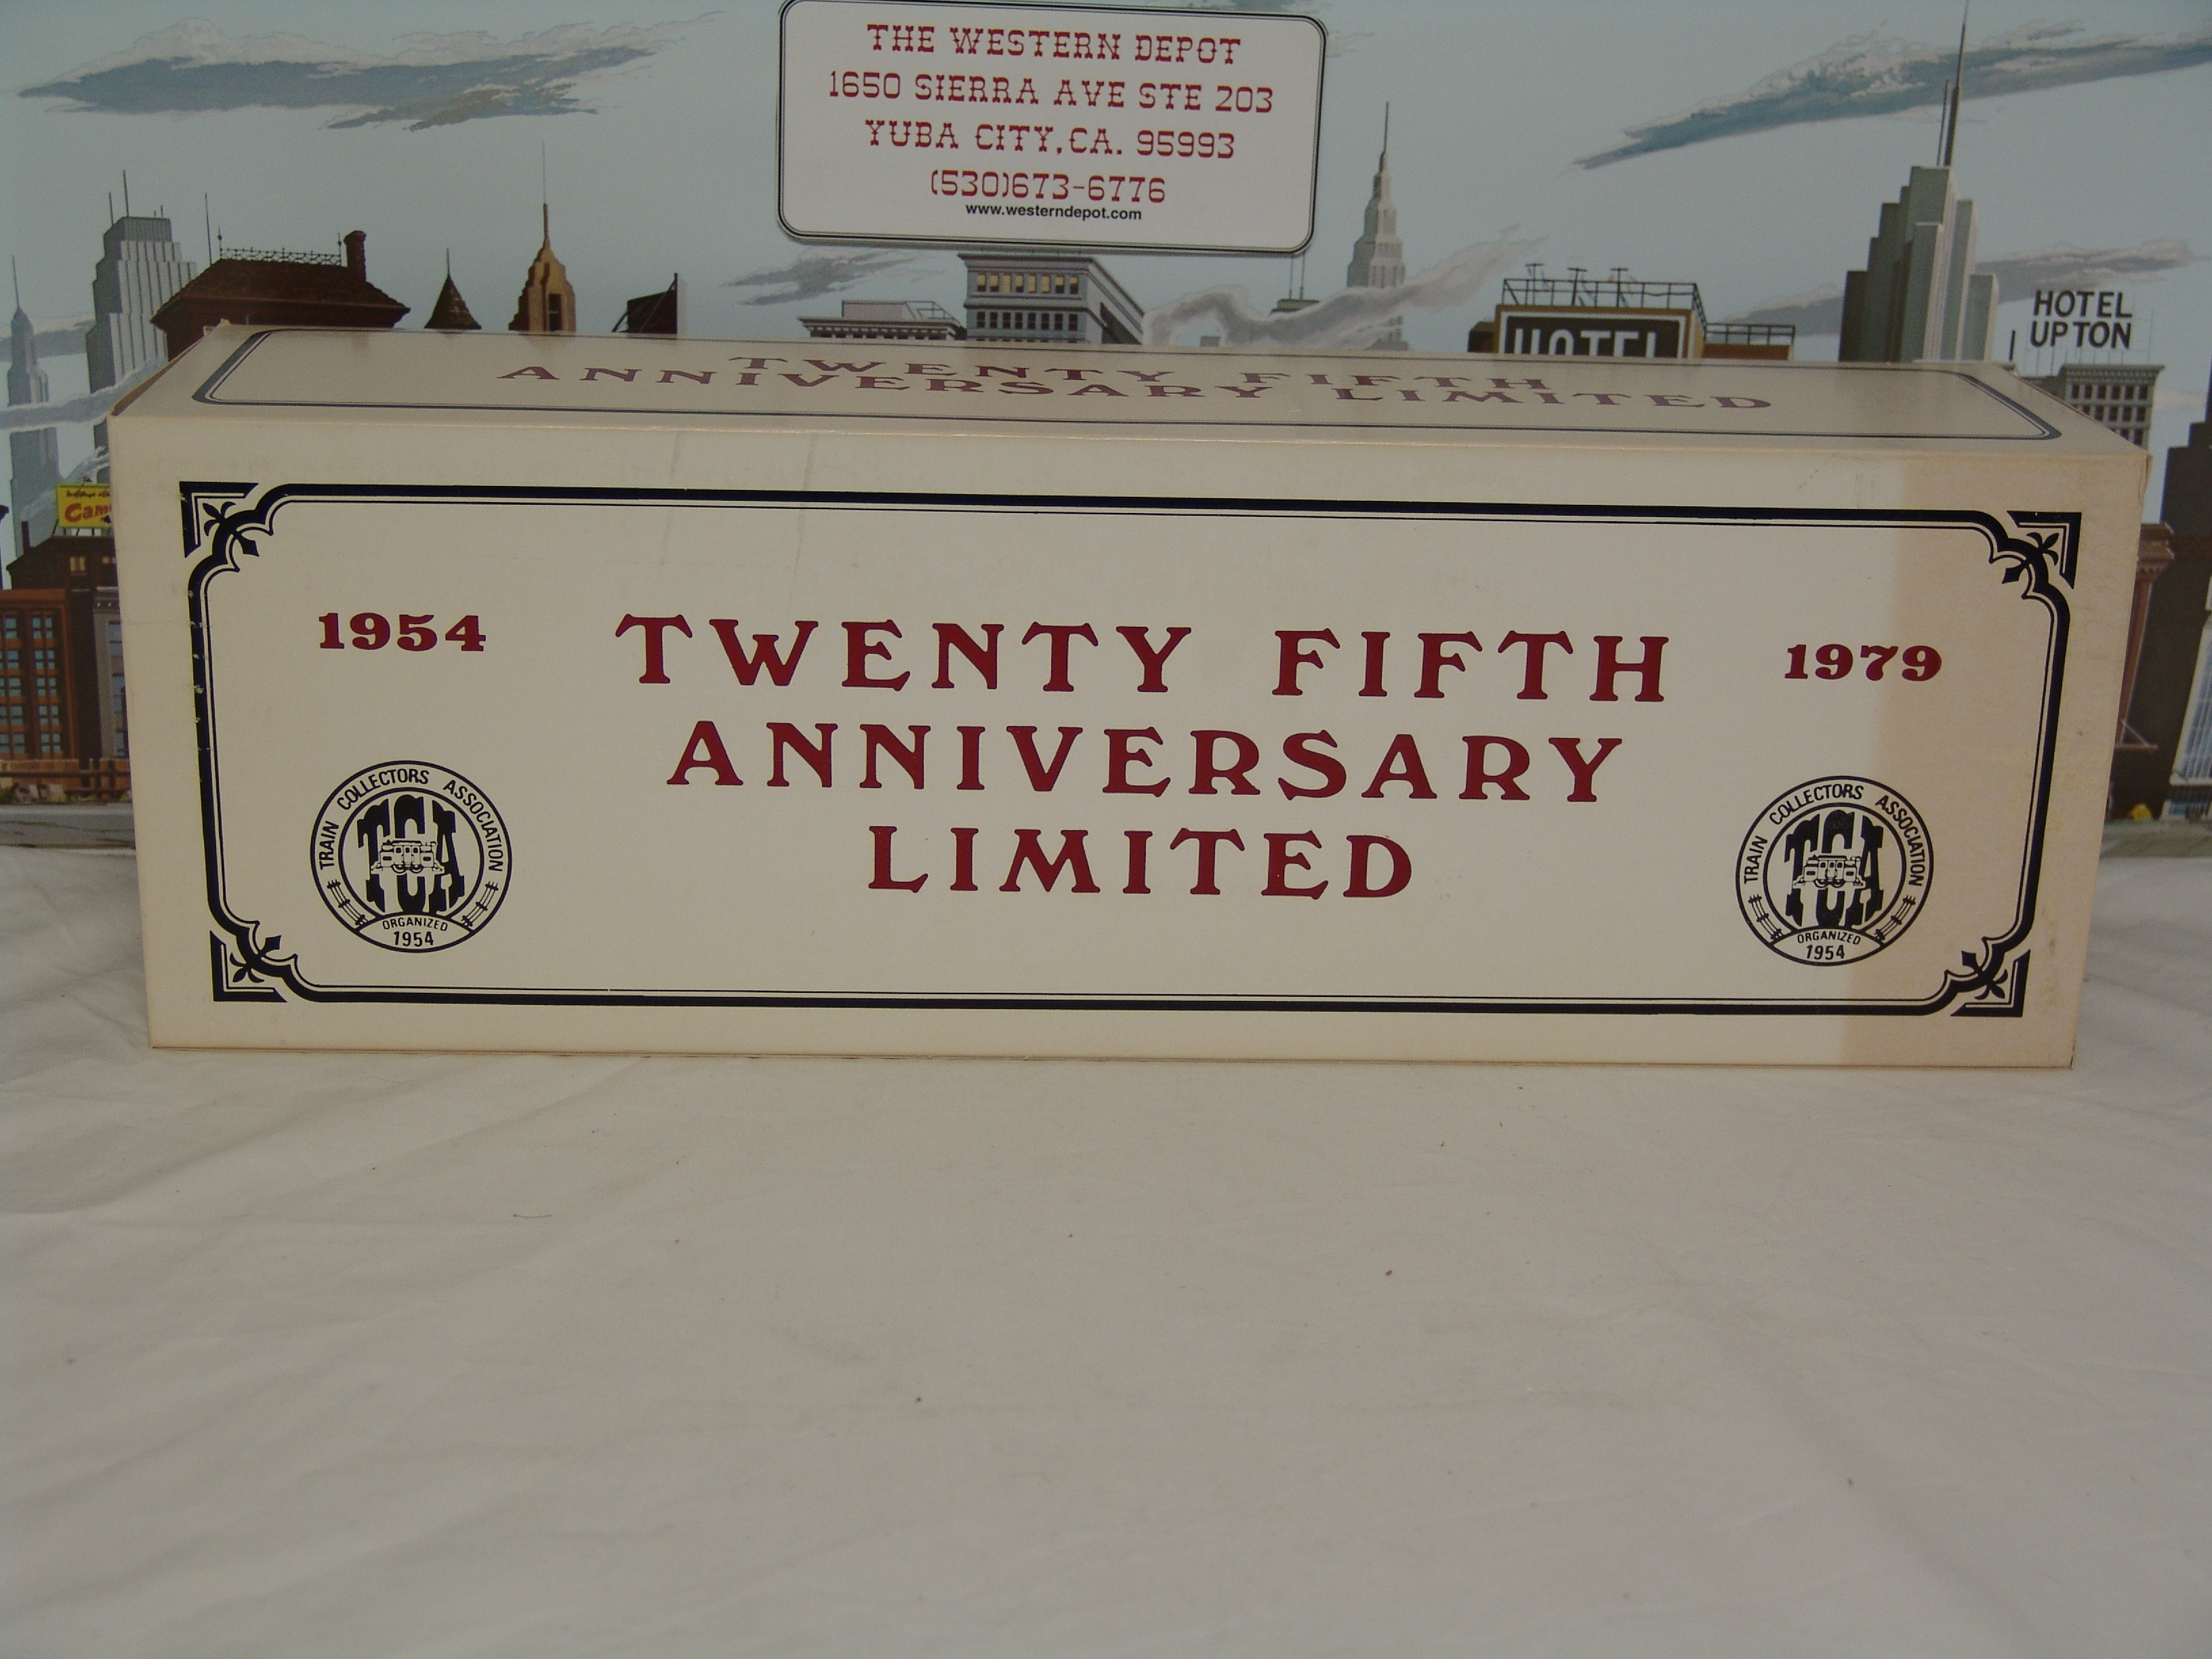 THE WESTERN DEPOT
1650 SIERRA AVE STE 203
YUBA CITY,CA. 95993
(530)673-6776
www.westerndepot.com
HOTEL
UPTON
HOTEL
TWENTY FIFTH
ANNIVERSARY LIMITED
1954
TWENTY FIFTH
ANNIVERSARY
LIMITED
1979
TRAIN COLLECTORS ASSOCIATION
TCA
ORGANIZED
1954
TRAIN COLLECTORS ASSOCIATION
TCA
ORGANIZED
1954